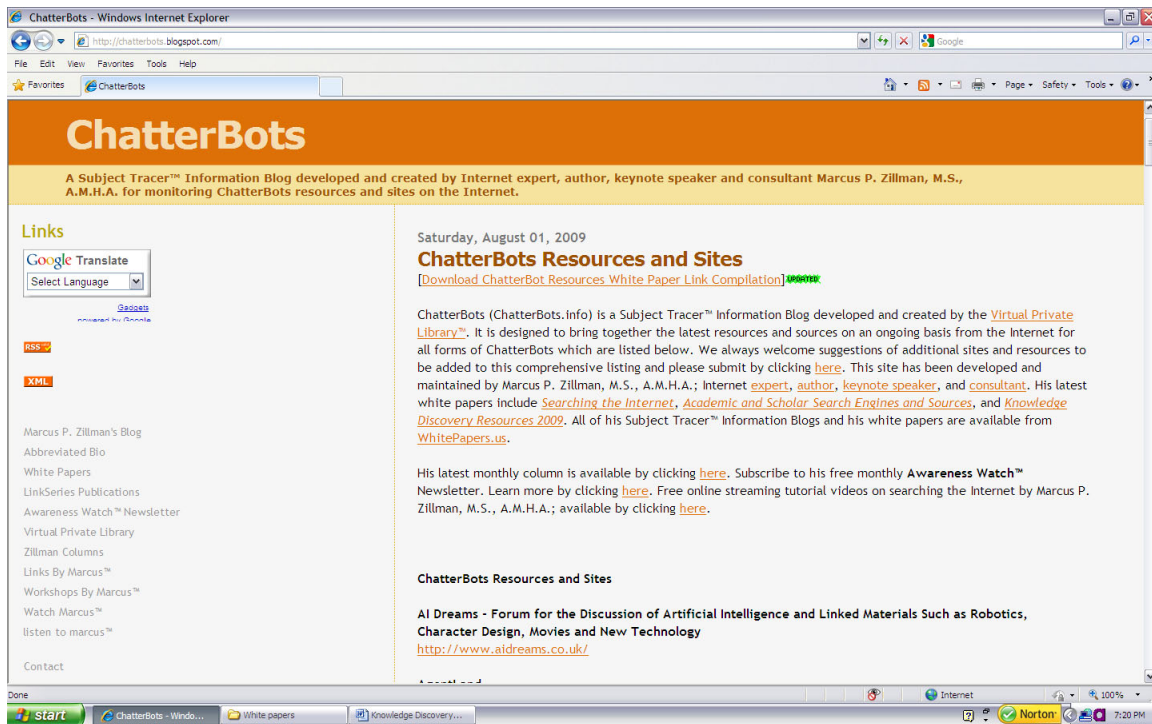 ChatterBots - Windows Internet Explorer
http://chatterbots.blogspot.com/
Google
File Edit View Favorites Tools Help
Favorites ChatterBots
Page Safety Tools
ChatterBots
A Subject Tracer™ Information Blog developed and created by Internet expert, author, keynote speaker and consultant Marcus P. Zillman, M.S.,
A.M.H.A. for monitoring ChatterBots resources and sites on the Internet.
Links
Google Translate
Select Language
Gadgets
powered by Google
RSS
XML
Marcus P. Zillman's Blog
Abbreviated Bio
White Papers
LinkSeries Publications
Awareness Watch™ Newsletter
Virtual Private Library
Zillman Columns
Links By Marcus™
Workshops By Marcus™
Watch Marcus™
listen to marcus™
Contact
Saturday, August 01, 2009
ChatterBots Resources and Sites
[Download ChatterBot Resources White Paper Link Compilation] UPDATED
ChatterBots (ChatterBots.info) is a Subject Tracer™ Information Blog developed and created by the Virtual Private
Library™. It is designed to bring together the latest resources and sources on an ongoing basis from the Internet for
all forms of ChatterBots which are listed below. We always welcome suggestions of additional sites and resources to
be added to this comprehensive listing and please submit by clicking here. This site has been developed and
maintained by Marcus P. Zillman, M.S., A.M.H.A.; Internet expert, author, keynote speaker, and consultant. His latest
white papers include Searching the Internet, Academic and Scholar Search Engines and Sources, and Knowledge
Discovery Resources 2009. All of his Subject Tracer™ Information Blogs and his white papers are available from
WhitePapers.us.
His latest monthly column is available by clicking here. Subscribe to his free monthly Awareness Watch™
Newsletter. Learn more by clicking here. Free online streaming tutorial videos on searching the Internet by Marcus P.
Zillman, M.S., A.M.H.A.; available by clicking here.
ChatterBots Resources and Sites
AI Dreams - Forum for the Discussion of Artificial Intelligence and Linked Materials Such as Robotics,
Character Design, Movies and New Technology
http://www.aidreams.co.uk/
AgentLand
Done
Internet
100%
start
ChatterBots - Windo...
White papers
Knowledge Discovery...
Norton
7:20 PM